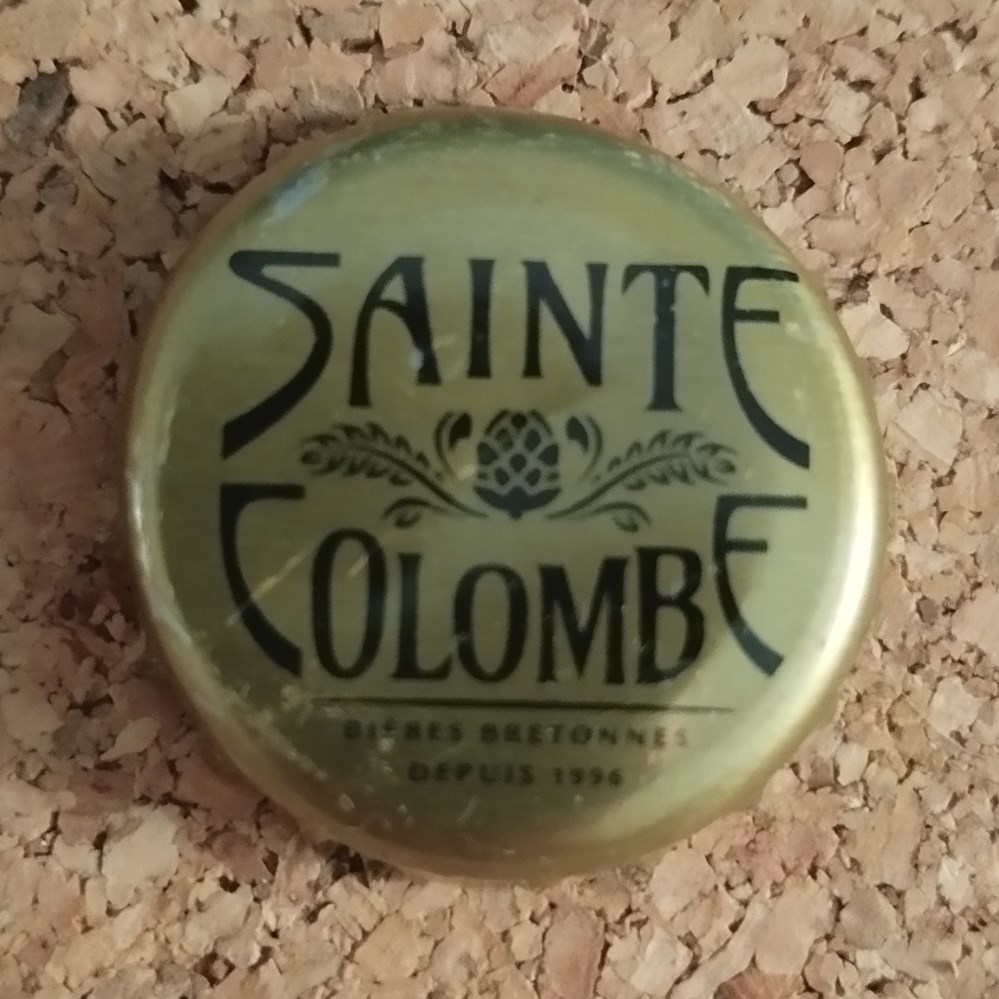 SAINTE
COLOMBE
BIÈRES BRETONNES
DEPUIS 1996